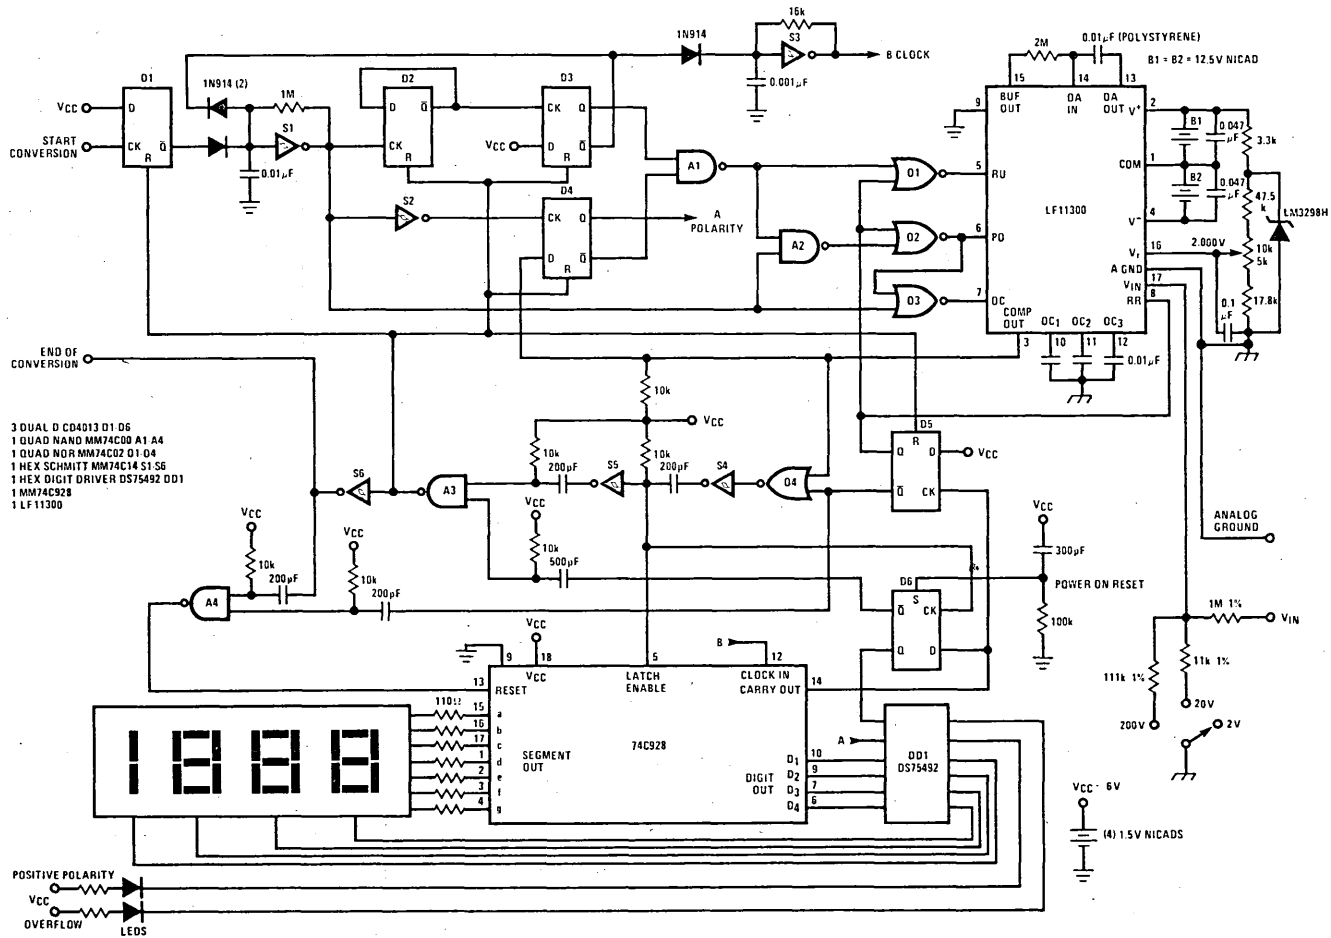 16k
1N914
S3
B CLOCK
0.001µF
2M
0.01µF (POLYSTYRENE)
B1 = B2 = 12.5V NICAD
D1
VCC
D
START
CONVERSION
CK
Q̅
R
1N914 (2)
1M
S1
0.01µF
D2
D
Q̅
CK
R
D3
CK
Q
VCC
D
Q̅
R
S2
D4
CK
Q
D
Q̅
R
A
POLARITY
A1
A2
O1
O2
O3
15
14
13
BUF
OUT
OA
IN
OA
OUT
9
V+
2
COM
1
V-
4
Vr
16
A GND
17
VIN
RR
8
5
RU
6
PO
7
OC
LF11300
COMP
OUT
OC1
OC2
OC3
3
10
11
12
0.01µF
B1
0.047
µF
3.3k
B2
0.047
µF
47.5
k
LM3298H
2.000V
10k
5k
17.8k
0.1
µF
END OF
CONVERSION
3 DUAL D CD4013 D1-D6
1 QUAD NAND MM74C00 A1-A4
1 QUAD NOR MM74C02 O1-O4
1 HEX SCHMITT MM74C14 S1-S6
1 HEX DIGIT DRIVER DS75492 DD1
1 MM74C928
1 LF11300
10k
VCC
10k
10k
200pF
S5
200pF
S4
O4
S6
A3
D5
R
Q
D
VCC
Q̅
CK
VCC
10k
500pF
VCC
10k
200pF
VCC
10k
200pF
A4
D6
S
Q̅
CK
Q
D
VCC
300pF
POWER ON RESET
100k
ANALOG
GROUND
1M 1%
VIN
111k 1%
11k 1%
20V
200V
2V
VCC
9
18
VCC
5
LATCH
ENABLE
B
12
CLOCK IN
CARRY OUT
14
13
RESET
110Ω
15
a
16
b
17
c
1
d
2
e
3
f
4
g
SEGMENT
OUT
74C928
DIGIT
OUT
D1
10
D2
9
D3
7
D4
6
A
DD1
DS75492
1888
VCC - 6V
(4) 1.5V NICADS
POSITIVE POLARITY
VCC
OVERFLOW
LEDS